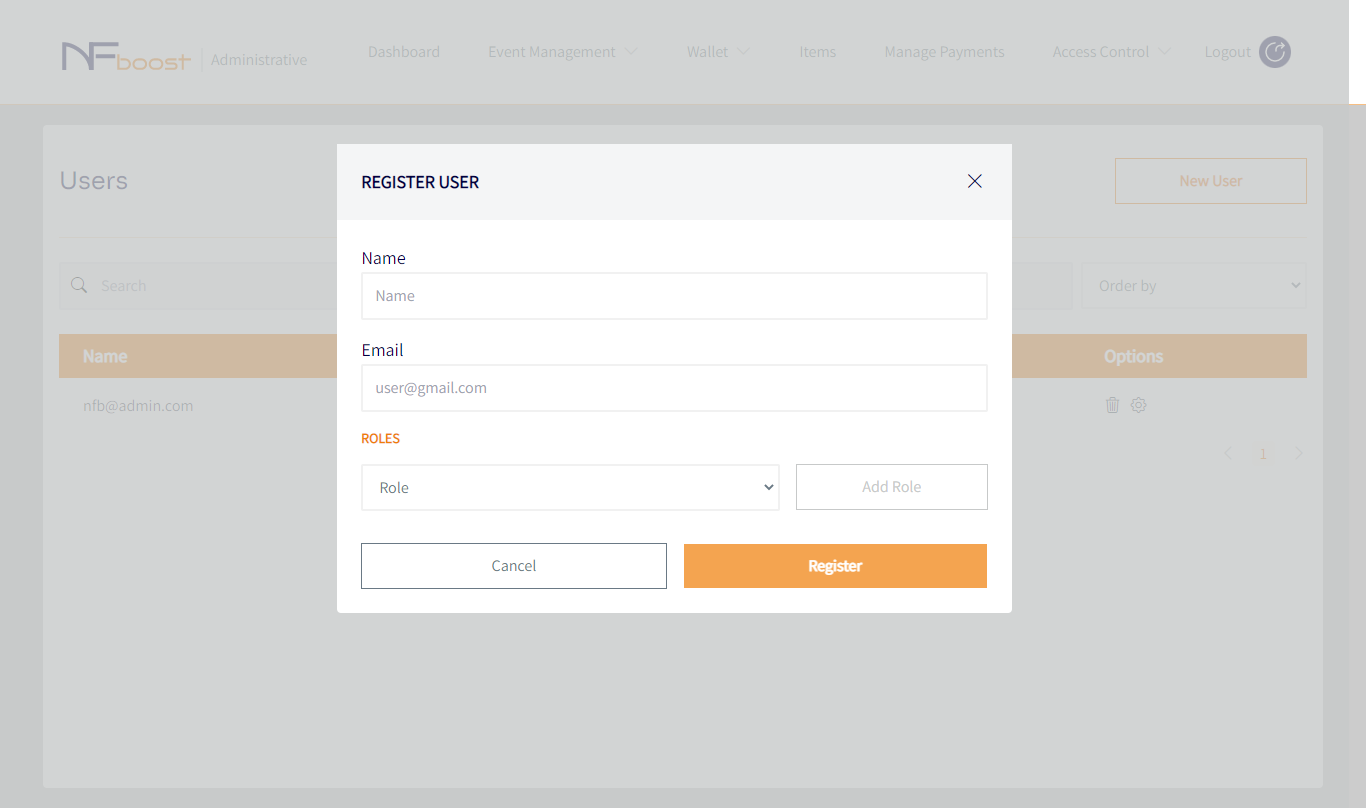 NFboost Administrative Dashboard Event Management Wallet Items Manage Payments Access Control Logout
Users New User
Search Order by
Name Options
nfb@admin.com
1
REGISTER USER
Name
Name
Email
user@gmail.com
ROLES
Role Add Role
Cancel Register